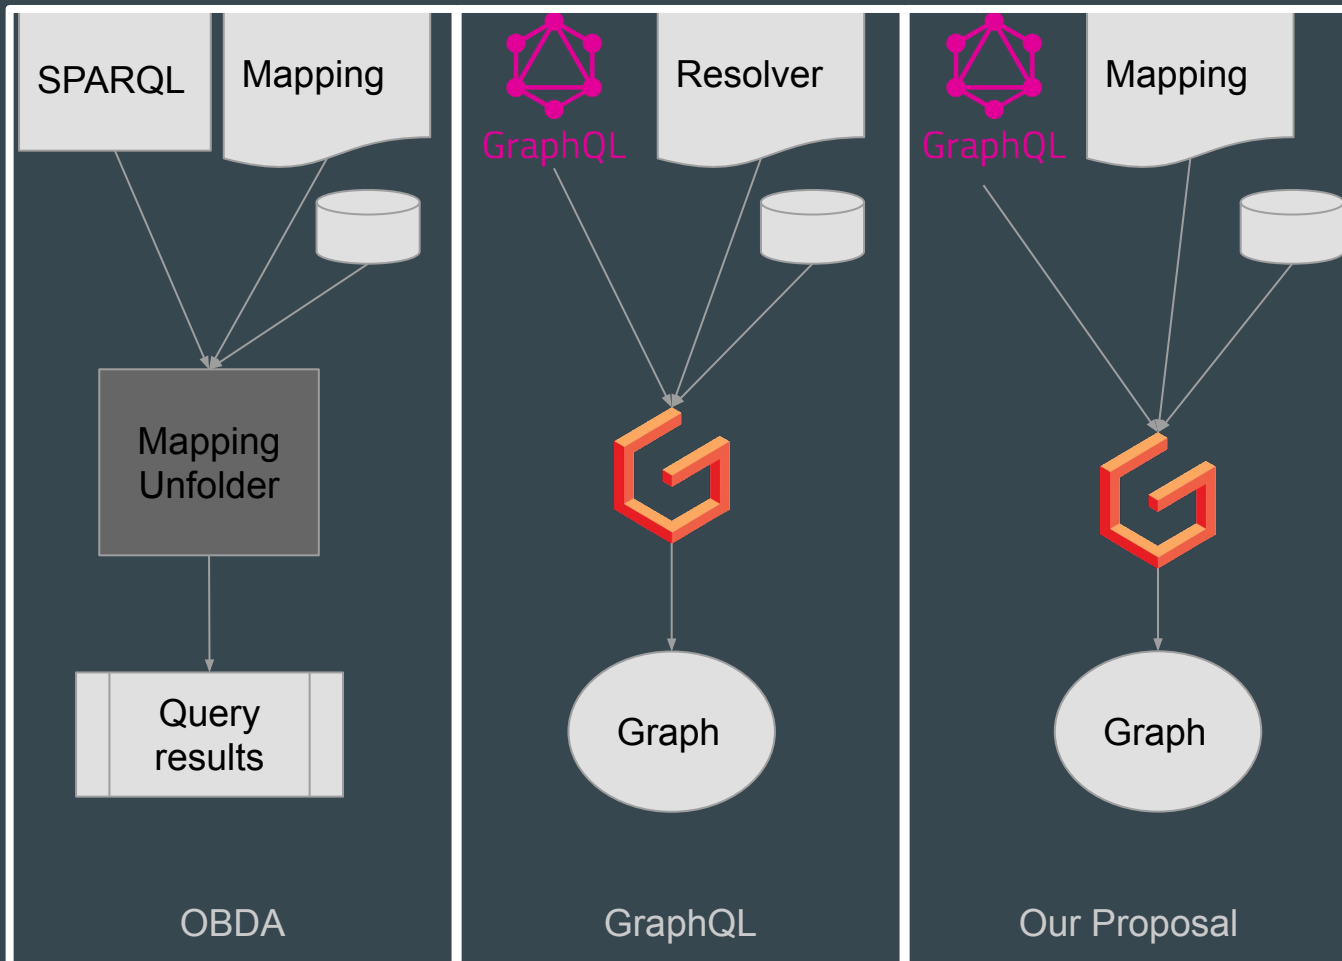 SPARQL
Mapping
Mapping
Unfolder
Query
results
OBDA
GraphQL
Resolver
Graph
GraphQL
GraphQL
Mapping
Graph
Our Proposal